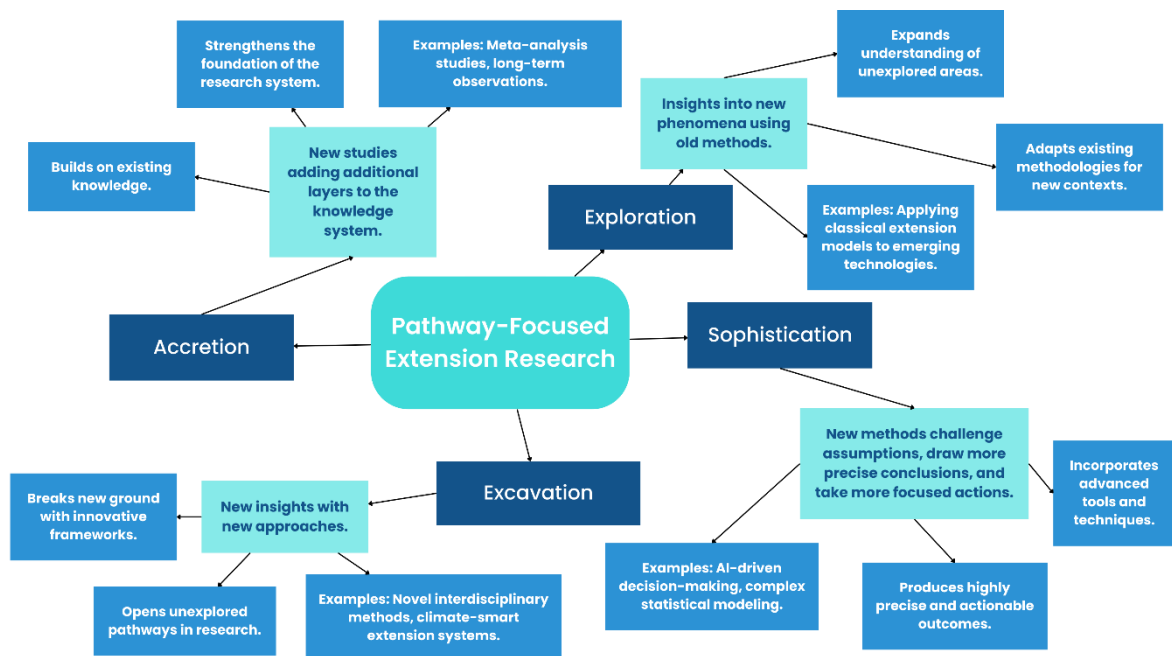 Strengthens the
foundation of the
research system.
Examples: Meta-analysis
studies, long-term
observations.
Builds on existing
knowledge.
New studies
adding additional
layers to the
knowledge
system.
Accretion
Expands
understanding of
unexplored areas.
Insights into new
phenomena using
old methods.
Adapts existing
methodologies for
new contexts.
Examples: Applying
classical extension
models to emerging
technologies.
Exploration
Pathway-Focused
Extension Research
Sophistication
New methods challenge
assumptions, draw more
precise conclusions, and
take more focused actions.
Incorporates
advanced
tools and
techniques.
Examples: AI-driven
decision-making, complex
statistical modeling.
Produces highly
precise and actionable
outcomes.
Excavation
New insights with
new approaches.
Breaks new ground
with innovative
frameworks.
Opens unexplored
pathways in research.
Examples: Novel interdisciplinary
methods, climate-smart
extension systems.